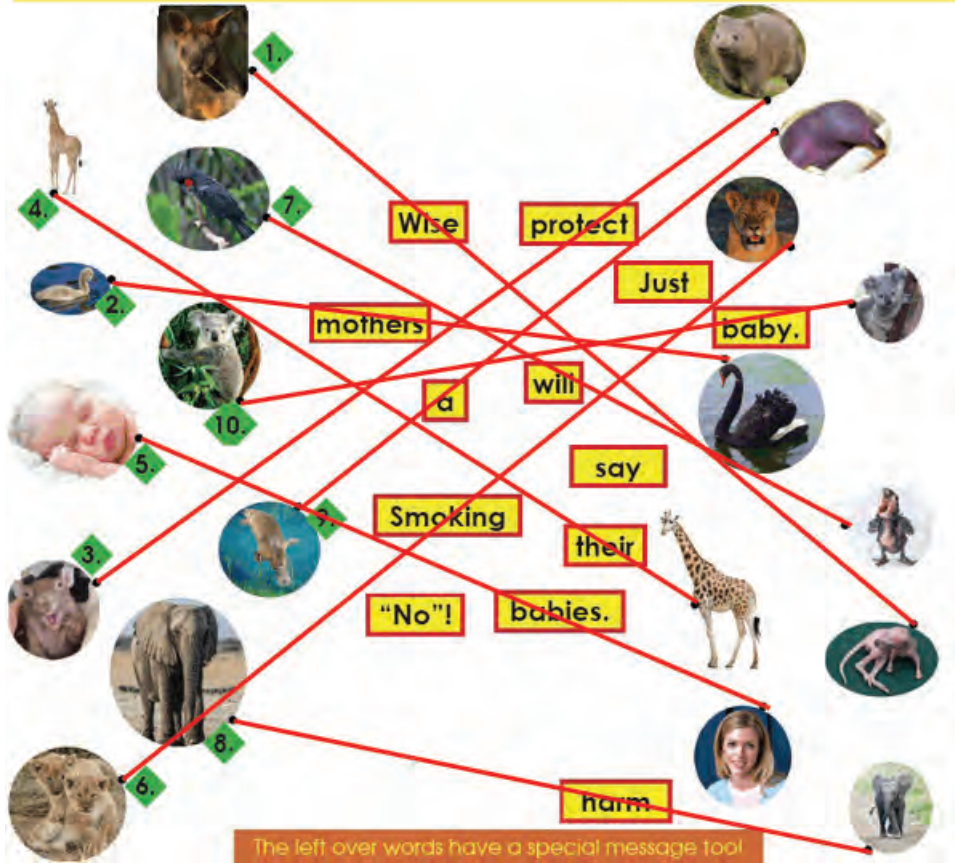 1.
4.
7.
Wise
protect
Just
2.
mothers
baby.
a
will
10.
5.
say
9.
Smoking
3.
their
"No"!
babies.
8.
6.
harm
The left over words have a special message too!